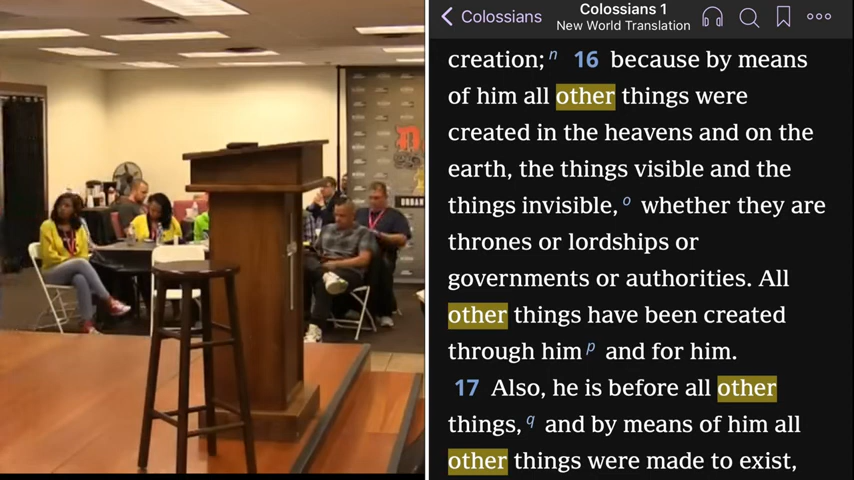 Colossians
Colossians 1
New World Translation
creation; n 16 because by means
of him all other things were
created in the heavens and on the
earth, the things visible and the
things invisible, o whether they are
thrones or lordships or
governments or authorities. All
other things have been created
through him p and for him.
17 Also, he is before all other
things, q and by means of him all
other things were made to exist,